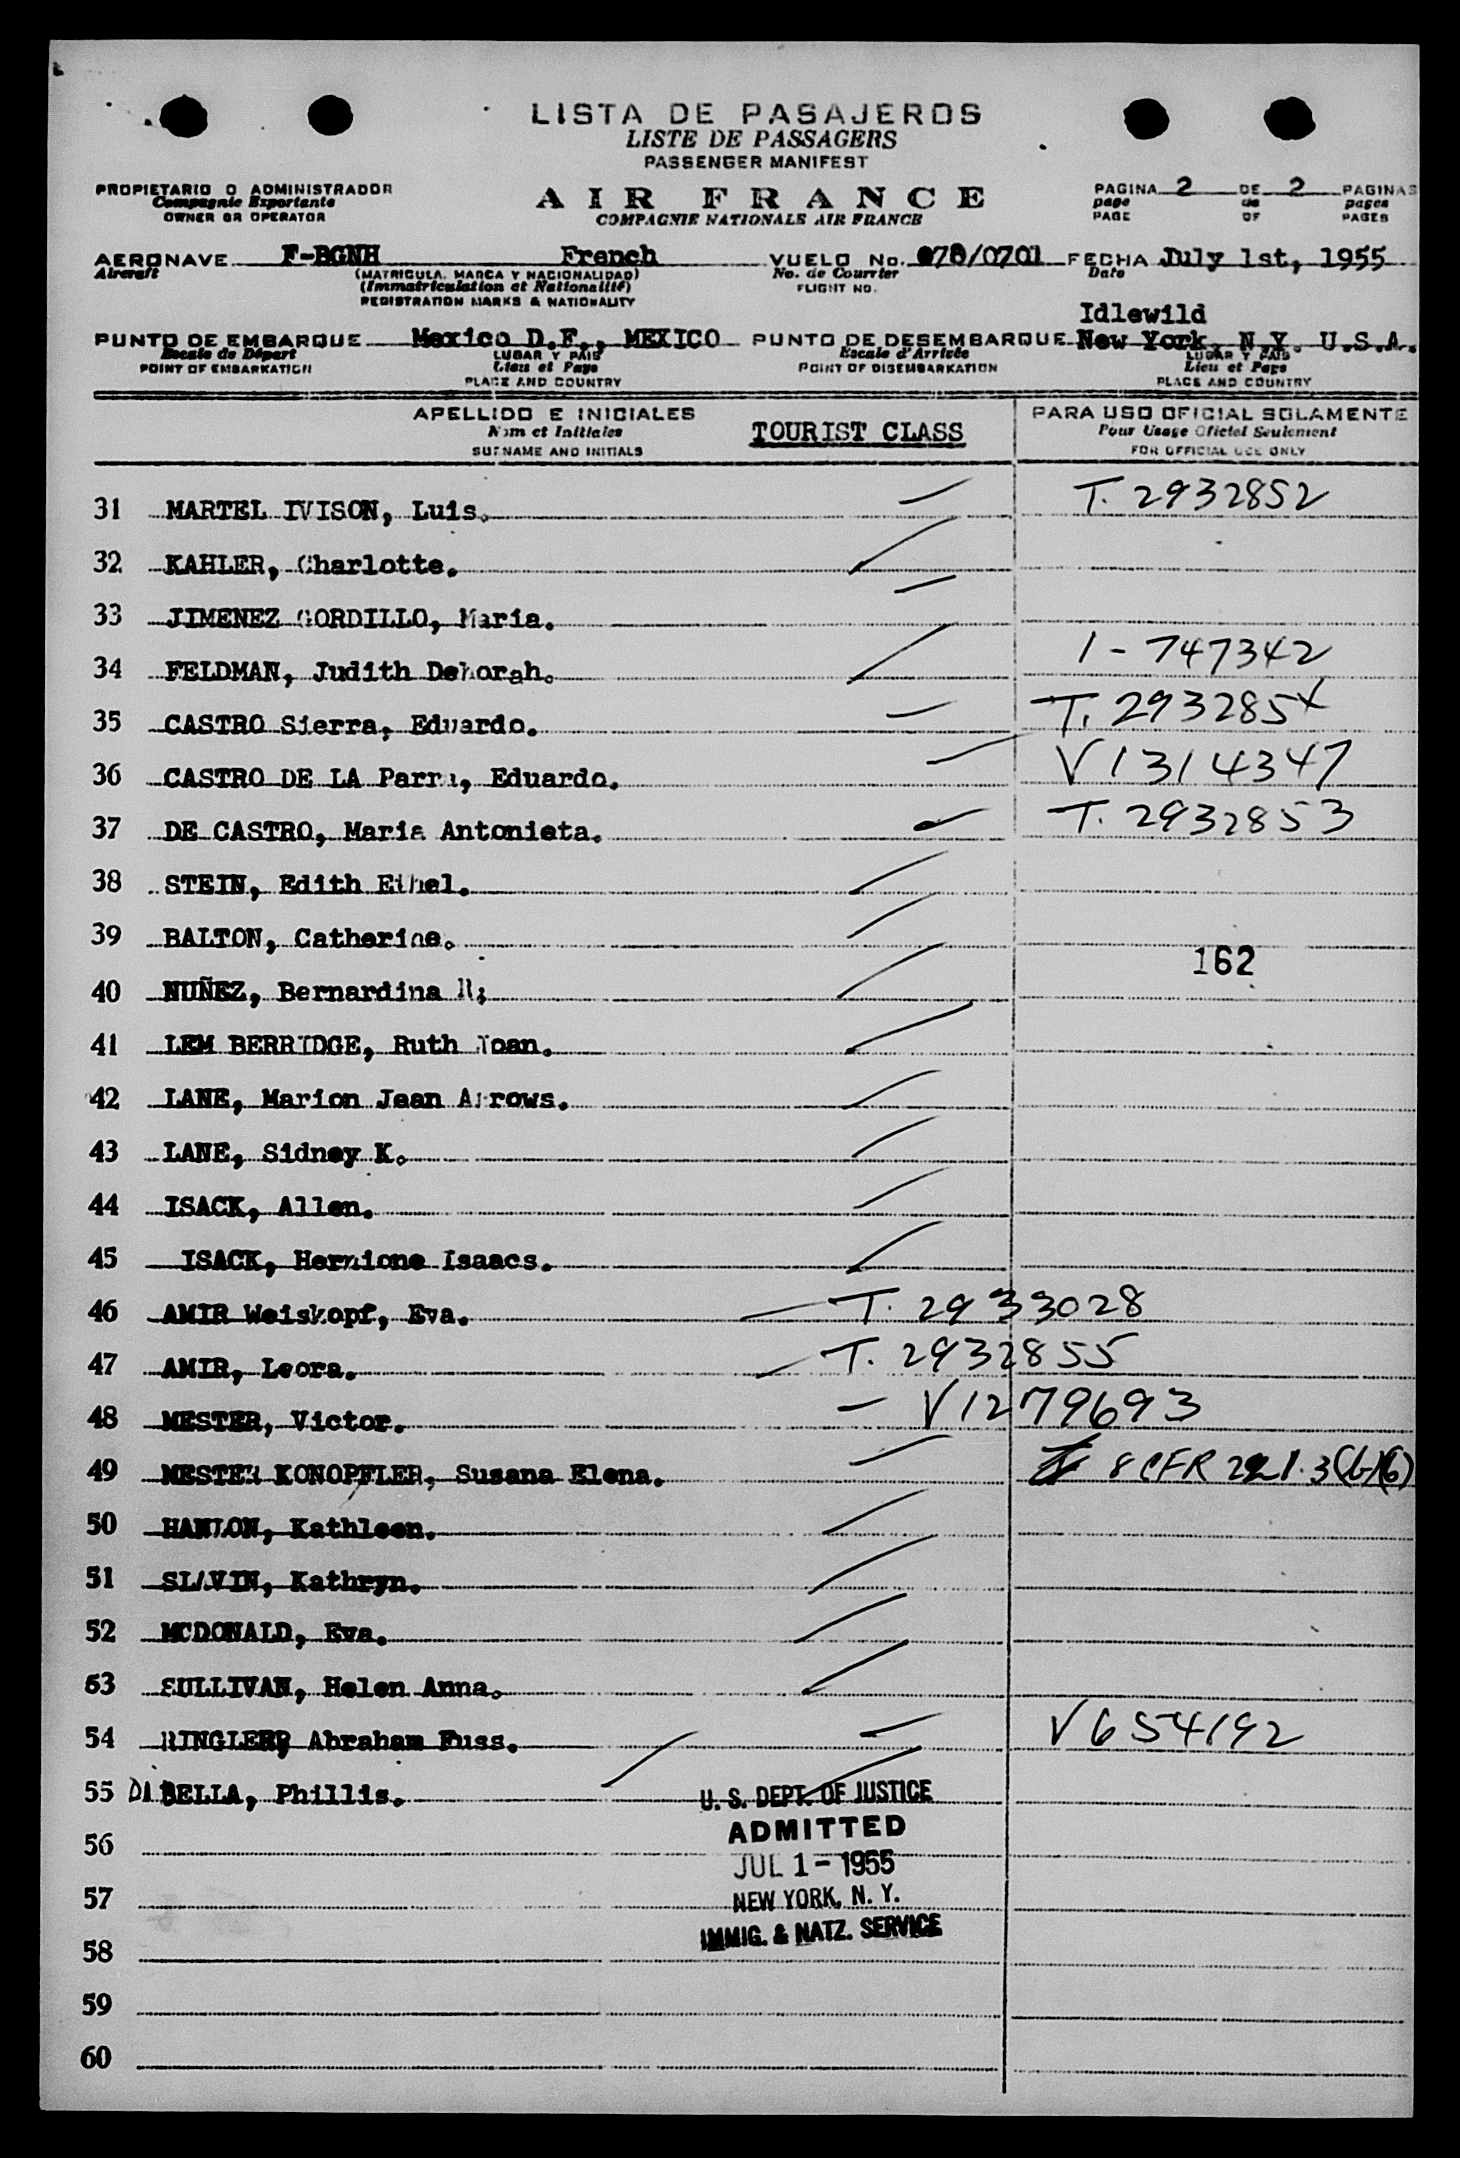 LISTA DE PASAJEROS
LISTE DE PASSAGERS
PASSENGER MANIFEST
PROPIETARIO O ADMINISTRADOR
Compagnie Exportante
OWNER OR OPERATOR
AIR FRANCE
COMPAGNIE NATIONALE AIR FRANCE
PAGINA 2 DE 2 PAGINAS
page de pages
PAGE OF PAGES
AERONAVE F-BGNH French VUELO No. 078/0701 FECHA July 1st, 1955
Aircraft (MATRICULA, MARCA Y NACIONALIDAD) No. de Courrier Date
(Immatriculation et Nationalité) FLIGHT NO.
REGISTRATION MARKS & NATIONALITY
Idlewild
PUNTO DE EMBARQUE Mexico D.F., MEXICO PUNTO DE DESEMBARQUE New York, N.Y. U.S.A.
Escale de Départ LUGAR Y PAIS Escale d'Arrivée LUGAR Y PAIS
POINT OF EMBARKATION Lieu et Pays POINT OF DISEMBARKATION Lieu et Pays
PLACE AND COUNTRY PLACE AND COUNTRY
APELLIDO E INICIALES PARA USO OFICIAL SOLAMENTE
Nom et Initiales TOURIST CLASS Pour Usage Oficiel Seulement
SURNAME AND INITIALS FOR OFFICIAL USE ONLY
31 MARTEL IVISON, Luis. T. 2932852
32 KAHLER, Charlotte.
33 JIMENEZ GORDILLO, Maria.
34 FELDMAN, Judith Deborah. 1-747342
35 CASTRO Sierra, Eduardo. T. 2932854
36 CASTRO DE LA Parra, Eduardo. V1314347
37 DE CASTRO, Maria Antonieta. T. 2932853
38 STEIN, Edith Ethel.
39 BALTON, Catherine.
162
40 NUÑEZ, Bernardina
41 LEM BERRIDGE, Ruth Joan.
42 LANE, Marion Jean Arrows.
43 LANE, Sidney K.
44 ISACK, Allen.
45 ISACK, Hermione Isaacs.
46 AMIR Weiskopf, Eva. T. 2933028
47 AMIR, Leora. T. 2932855
48 MESTER, Victor. V1279693
49 MESTER KONOPFLER, Susana Elena. 8 CFR 221.3(b)(6)
50 HANLON, Kathleen.
51 SLAVIN, Kathryn.
52 MCDONALD, Eva.
53 SULLIVAN, Helen Anna.
54 RINGLER, Abraham Fuss. V654192
55 DI BELLA, Phillis.
U. S. DEPT. OF JUSTICE
ADMITTED
56
JUL 1-1955
57
NEW YORK, N. Y.
IMMIG. & NATZ. SERVICE
58
59
60